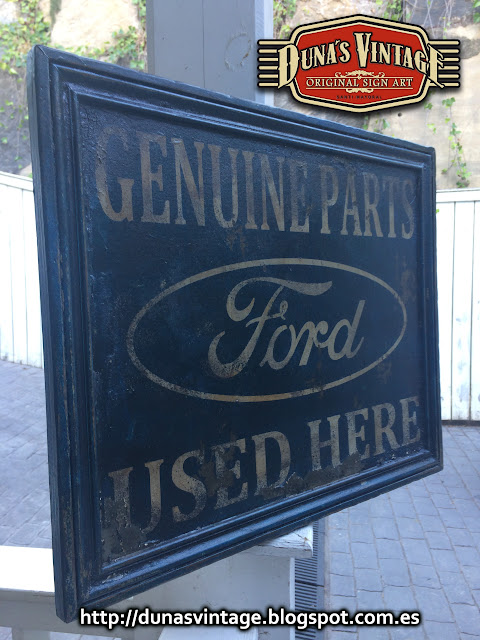 DUNA'S VINTAGE
ORIGINAL SIGN ART
GENUINE PARTS
Ford
USED HERE
http://dunasvintage.blogspot.com.es